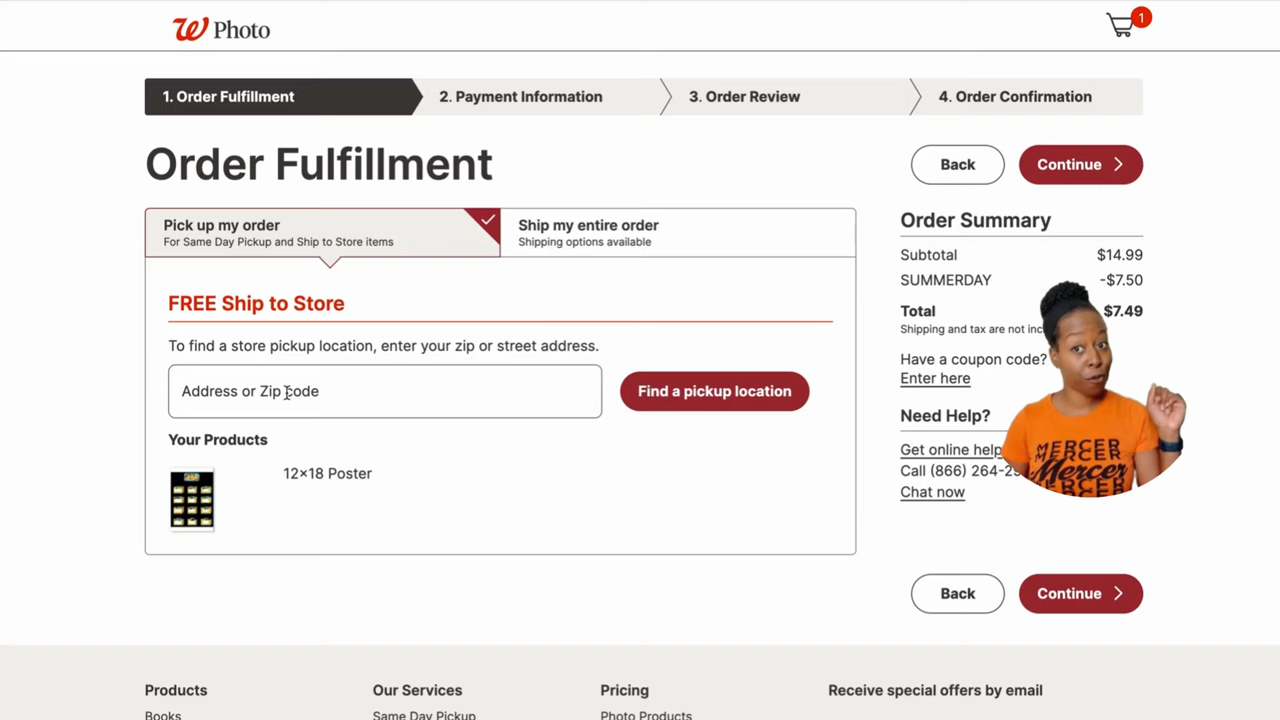 Photo
1
1. Order Fulfillment
2. Payment Information
3. Order Review
4. Order Confirmation
Order Fulfillment
Back
Continue
Pick up my order
For Same Day Pickup and Ship to Store items
Ship my entire order
Shipping options available
FREE Ship to Store
To find a store pickup location, enter your zip or street address.
Address or Zip Code
Find a pickup location
Your Products
12×18 Poster
Order Summary
Subtotal $14.99
SUMMERDAY -$7.50
Total $7.49
Shipping and tax are not
Have a coupon code?
Enter here
Need Help?
Get online help
Call (866)
Chat now
MERCER
Mercer
MERCER
Back
Continue
Products
Our Services
Pricing
Receive special offers by email
Books
Same Day Pickup
Photo Products